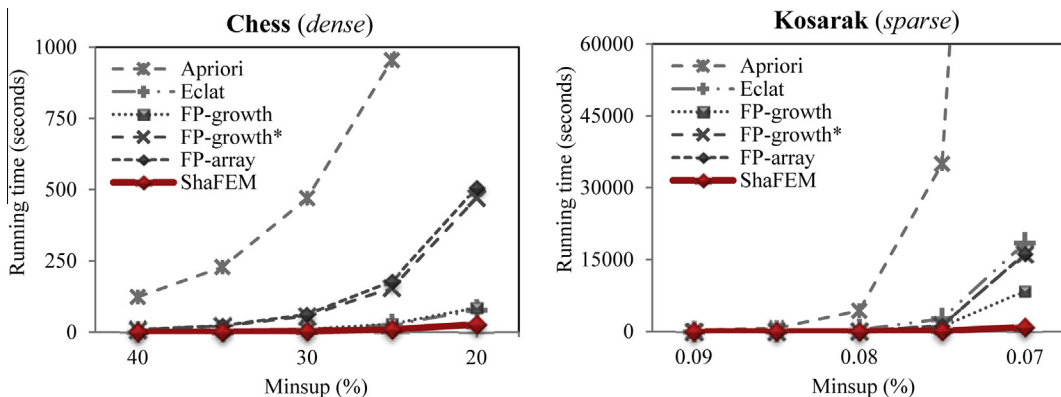 Chess (dense)
Running time (seconds)
1000
750
500
250
0
Apriori
Eclat
FP-growth
FP-growth*
FP-array
ShaFEM
40
30
20
Minsup (%)
Kosarak (sparse)
Running time (seconds)
60000
45000
30000
15000
0
Apriori
Eclat
FP-growth
FP-growth*
FP-array
ShaFEM
0.09
0.08
0.07
Minsup (%)